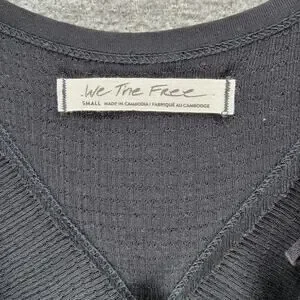 We The Free
SMALL MADE IN CAMBODIA / FABRIQUÉ AU CAMBODGE